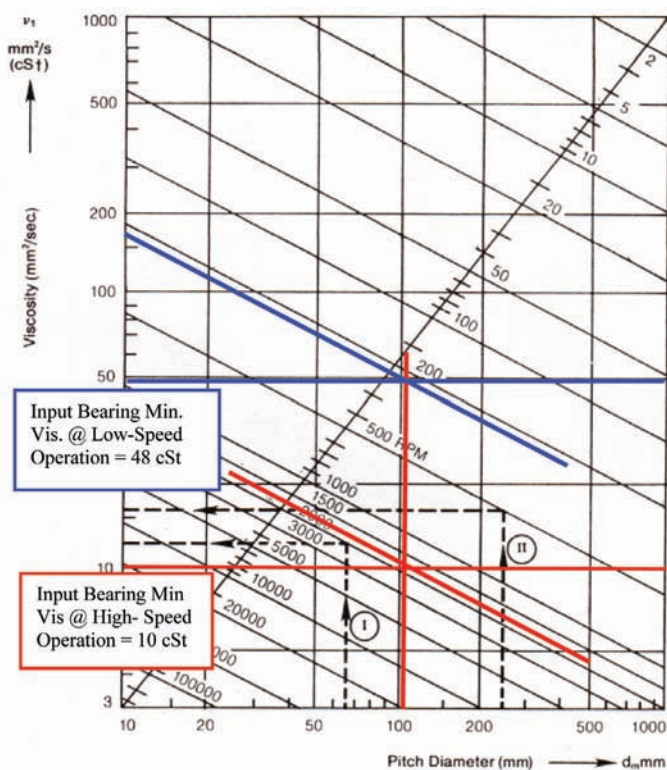 ν₁
mm²/s
(cS†)
Viscosity (mm²/sec.)
1000
500
200
100
50
10
3
2
5
10
20
50
100
200
500 RPM
1000
1500
2000
3000
5000
10000
20000
100000
I
II
Input Bearing Min.
Vis. @ Low-Speed
Operation = 48 cSt
Input Bearing Min
Vis @ High- Speed
Operation = 10 cSt
10 20 50 100 200 500 1000
Pitch Diameter (mm) dₘmm